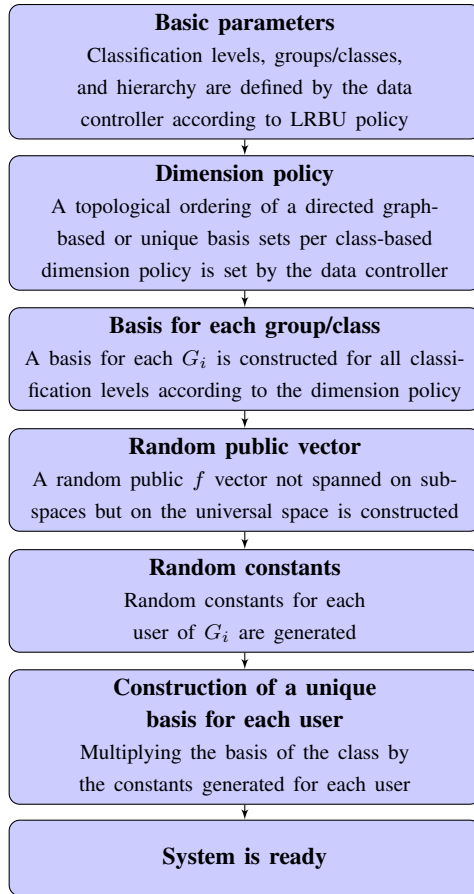 Basic parameters
Classification levels, groups/classes,
and hierarchy are defined by the data
controller according to LRBU policy
Dimension policy
A topological ordering of a directed graph-
based or unique basis sets per class-based
dimension policy is set by the data controller
Basis for each group/class
A basis for each G_i is constructed for all classi-
fication levels according to the dimension policy
Random public vector
A random public f vector not spanned on sub-
spaces but on the universal space is constructed
Random constants
Random constants for each
user of G_i are generated
Construction of a unique
basis for each user
Multiplying the basis of the class by
the constants generated for each user
System is ready